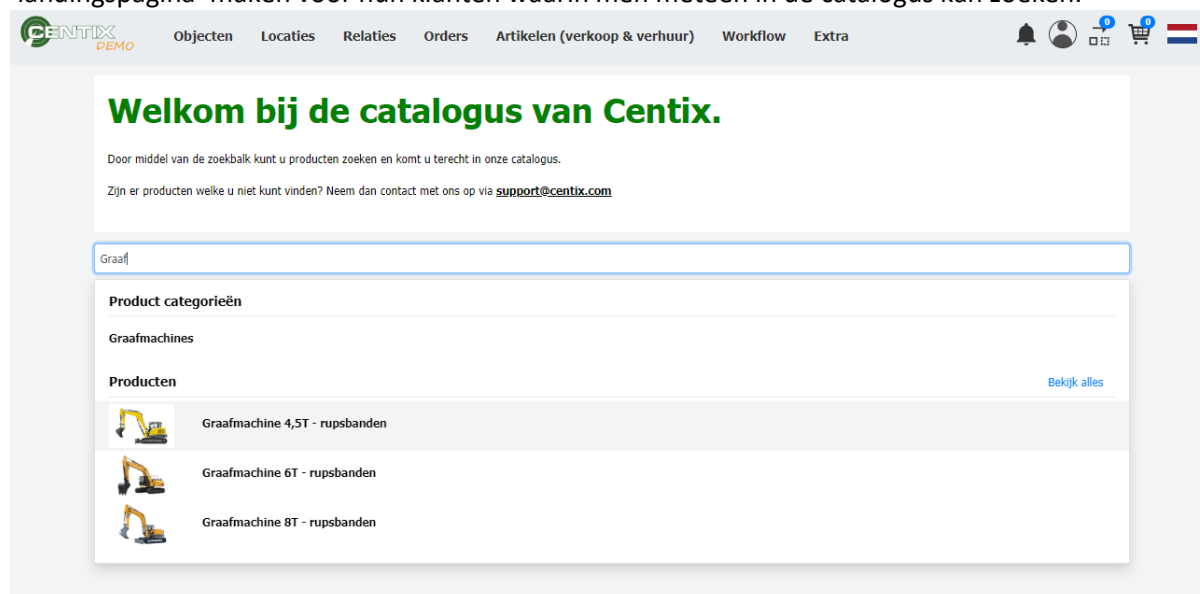 landingspagina' maken voor hun klanten waarin men meteen in de catalogus kan zoeken.
CENTIX
DEMO
Objecten Locaties Relaties Orders Artikelen (verkoop & verhuur) Workflow Extra
0 0
Welkom bij de catalogus van Centix.
Door middel van de zoekbalk kunt u producten zoeken en komt u terecht in onze catalogus.
Zijn er producten welke u niet kunt vinden? Neem dan contact met ons op via support@centix.com
Graaf
Product categorieën
Graafmachines
Producten Bekijk alles
Graafmachine 4,5T - rupsbanden
Graafmachine 6T - rupsbanden
Graafmachine 8T - rupsbanden